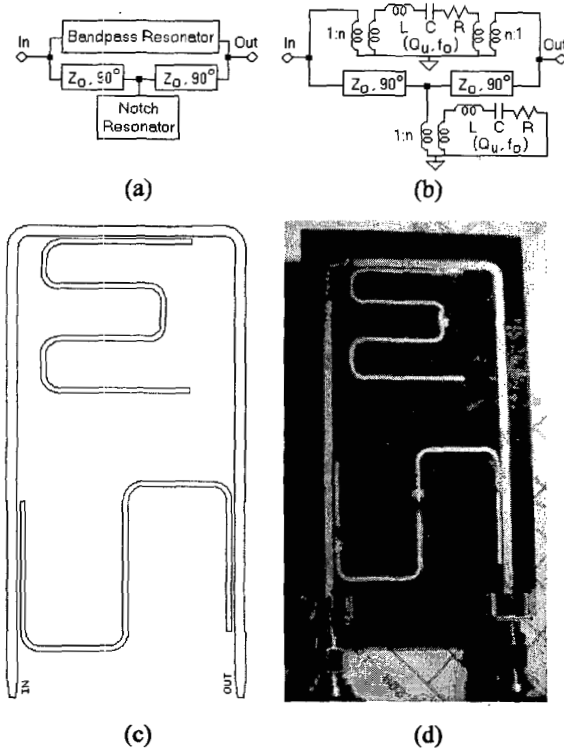 In
Bandpass Resonator
Out
Z₀, 90°
Z₀, 90°
Notch
Resonator
(a)
In
1:n
L
C
R
(Qᵤ, f₀)
n:1
Out
Z₀, 90°
Z₀, 90°
1:n
L
C
R
(Qᵤ, f₀)
(b)
IN
OUT
(c)
(d)